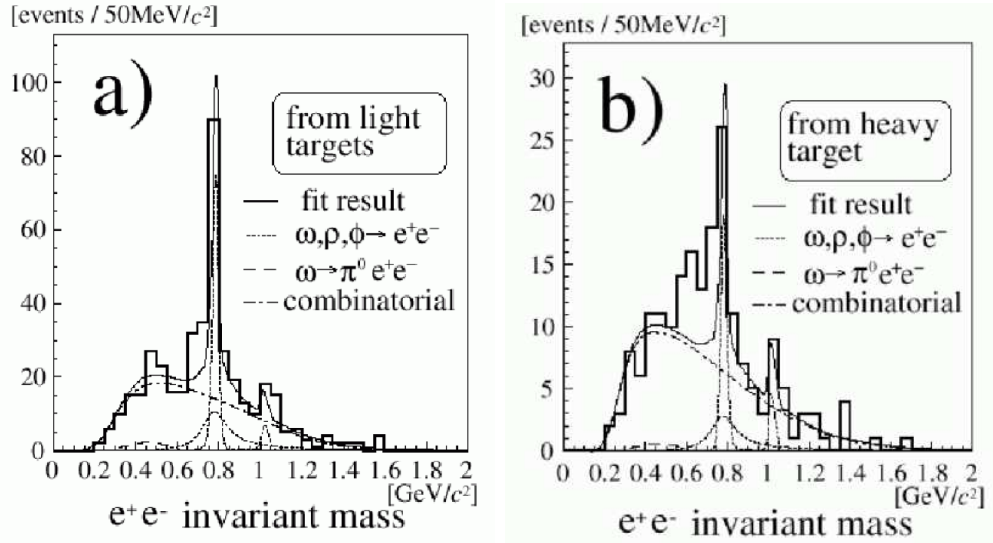 [events / 50MeV/c²]
a)
from light
targets
fit result
ω,ρ,ϕ→ e⁺e⁻
ω→π⁰ e⁺e⁻
combinatorial
100
80
60
40
20
0
0 0.2 0.4 0.6 0.8 1 1.2 1.4 1.6 1.8 2
[GeV/c²]
e⁺e⁻ invariant mass
[events / 50MeV/c²]
b)
from heavy
target
fit result
ω,ρ,ϕ→ e⁺e⁻
ω→ π⁰e⁺e⁻
combinatorial
30
25
20
15
10
5
0
0 0.2 0.4 0.6 0.8 1 1.2 1.4 1.6 1.8 2
[GeV/c²]
e⁺e⁻ invariant mass